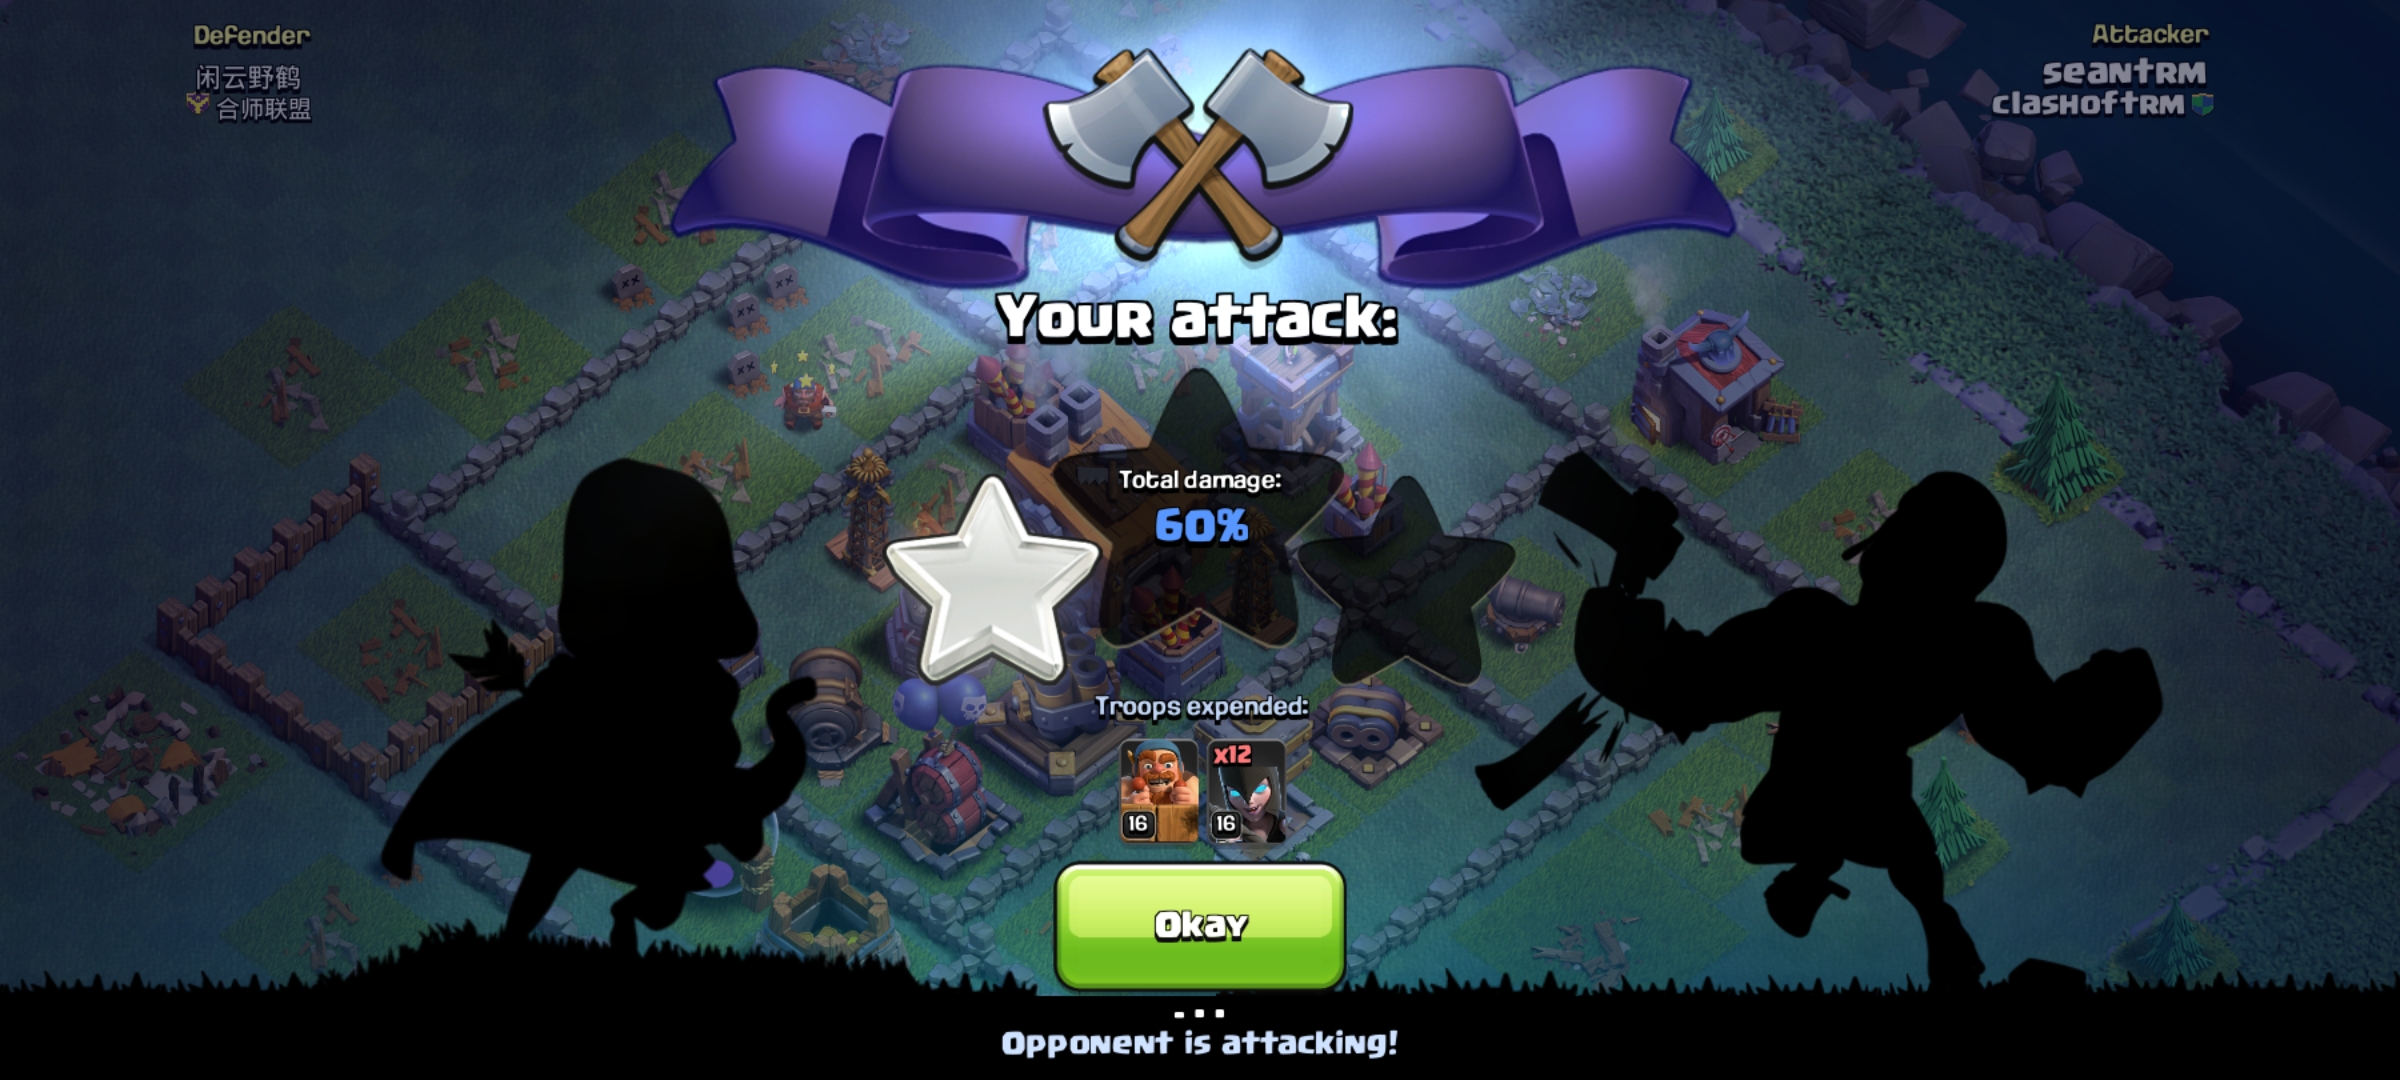 Defender
闲云野鹤
合师联盟
Attacker
seantrm
clashoftrm
Your attack:
Total damage:
60%
Troops expended:
x12
16
16
Okay
Opponent is attacking!